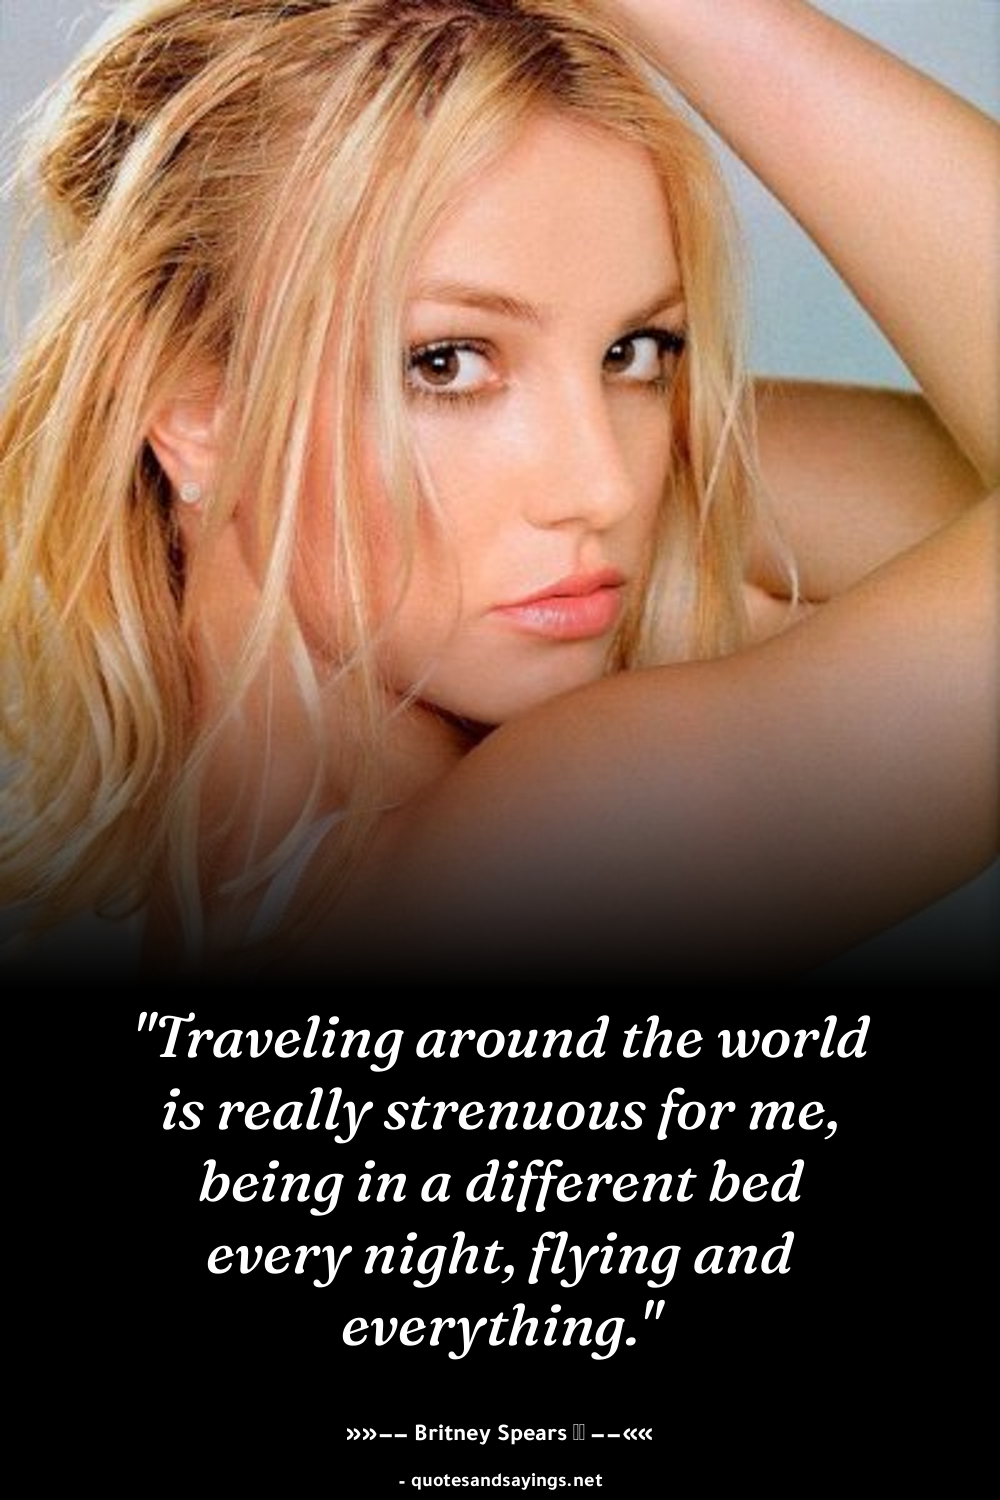 "Traveling around the world
is really strenuous for me,
being in a different bed
every night, flying and
everything."
»»−− Britney Spears −−««
- quotesandsayings.net